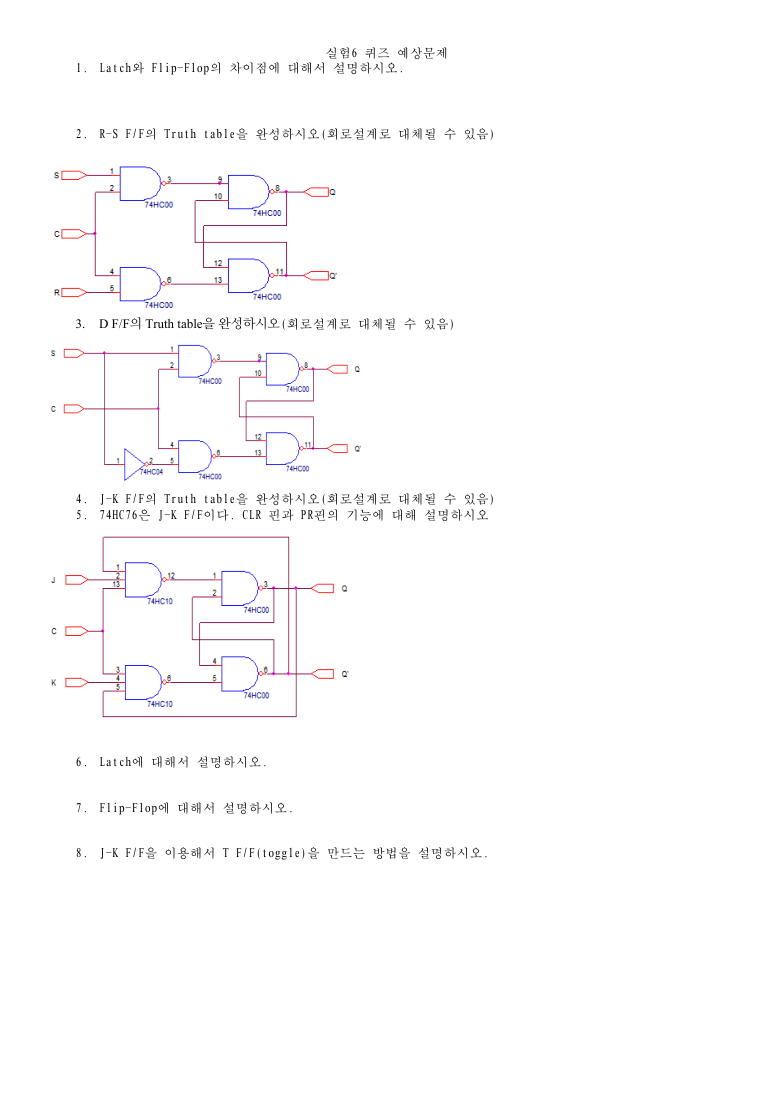 실험6 퀴즈 예상문제
1. Latch와 Flip-Flop의 차이점에 대해서 설명하시오.
2. R-S F/F의 Truth table을 완성하시오(회로설계로 대체될 수 있음)
S 1 2 3 74HC00 9 10 8 74HC00 Q
C
R 4 5 6 74HC00 12 13 11 74HC00 Q'
3. D F/F의 Truth table을 완성하시오(회로설계로 대체될 수 있음)
S 1 2 3 74HC00 9 10 8 74HC00 Q
C
1 2 74HC04 4 5 6 74HC00 12 13 11 74HC00 Q'
4. J-K F/F의 Truth table을 완성하시오(회로설계로 대체될 수 있음)
5. 74HC76은 J-K F/F이다. CLR 핀과 PR핀의 기능에 대해 설명하시오
J 1 2 13 12 74HC10 1 2 3 74HC00 Q
C
K 3 4 5 6 74HC10 4 5 6 74HC00 Q'
6. Latch에 대해서 설명하시오.
7. Flip-Flop에 대해서 설명하시오.
8. J-K F/F을 이용해서 T F/F(toggle)을 만드는 방법을 설명하시오.